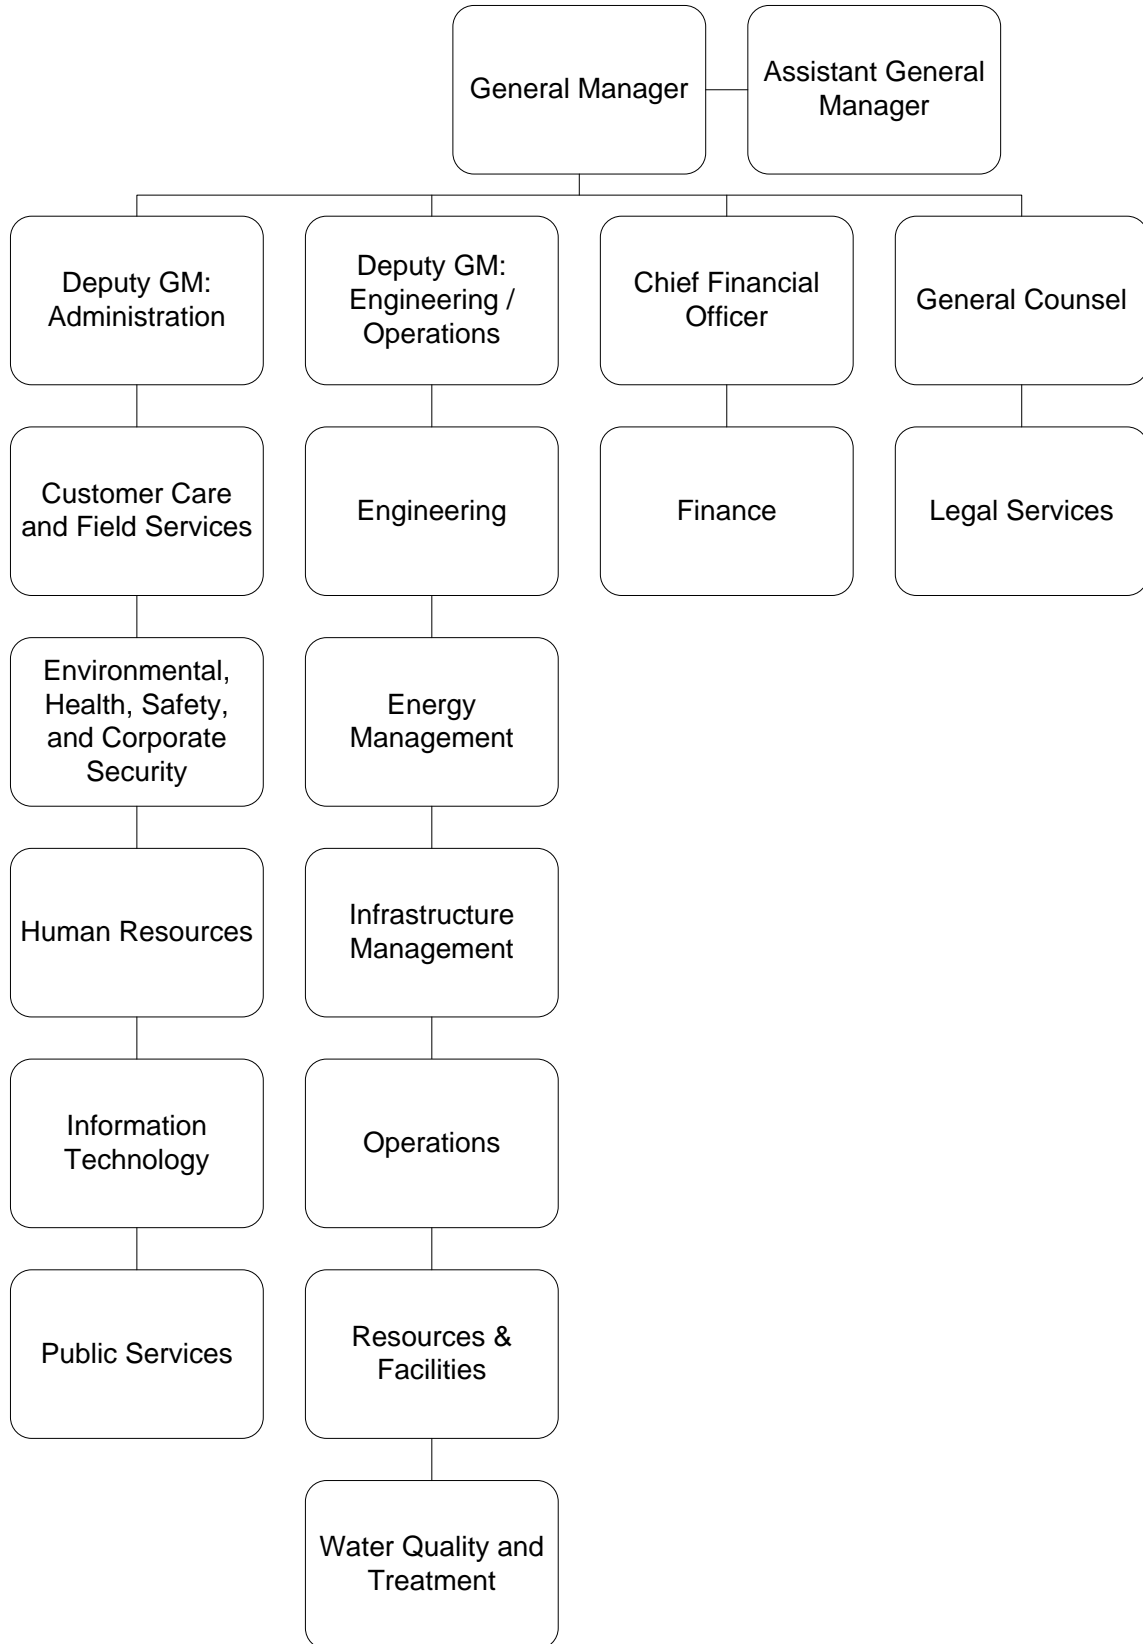 General Manager
Assistant General
Manager
Deputy GM:
Administration
Deputy GM:
Engineering /
Operations
Chief Financial
Officer
General Counsel
Customer Care
and Field Services
Engineering
Finance
Legal Services
Environmental,
Health, Safety,
and Corporate
Security
Energy
Management
Human Resources
Infrastructure
Management
Information
Technology
Operations
Public Services
Resources &
Facilities
Water Quality and
Treatment